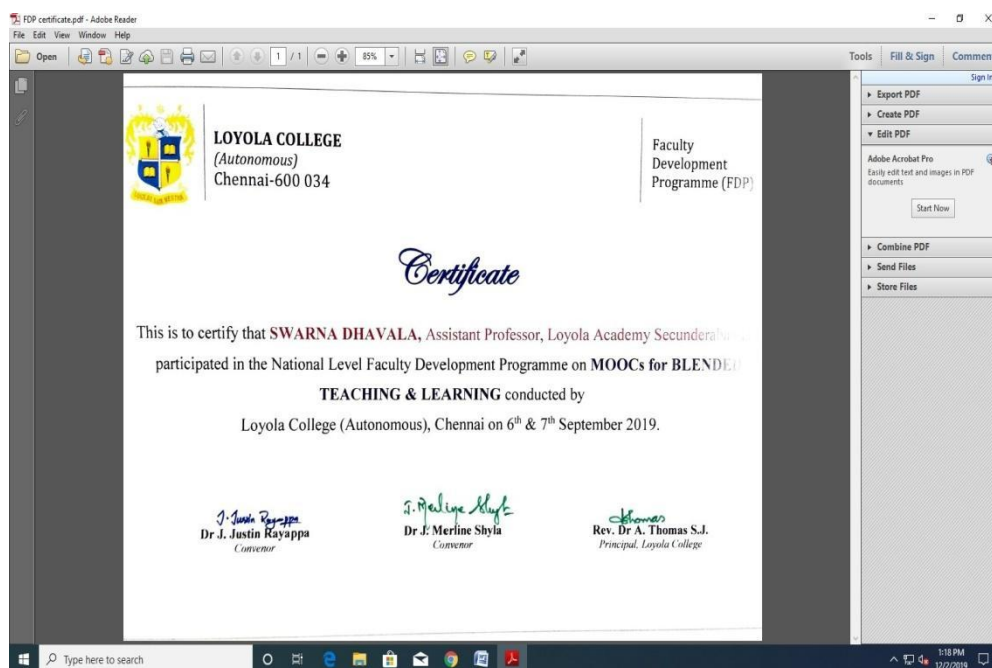 FDP certificate.pdf - Adobe Reader
File Edit View Window Help
Open 1 / 1 85% Tools Fill & Sign Commen
Sign In
Export PDF
Create PDF
Edit PDF
Adobe Acrobat Pro
Easily edit text and images in PDF
documents
Start Now
Combine PDF
Send Files
Store Files
LOYOLA COLLEGE
(Autonomous)
Chennai-600 034
Faculty
Development
Programme (FDP)
Certificate
This is to certify that SWARNA DHAVALA, Assistant Professor, Loyola Academy
participated in the National Level Faculty Development Programme on MOOCs for BLENDE
TEACHING & LEARNING conducted by
Loyola College (Autonomous), Chennai on 6th & 7th September 2019.
J. Justin Rayappa
J. Merline Shyla
AThomas
Dr J. Justin Rayappa
Convenor
Dr J. Merline Shyla
Convenor
Rev. Dr A. Thomas S.J.
Principal, Loyola College
Type here to search
1:18 PM
12/2/2019